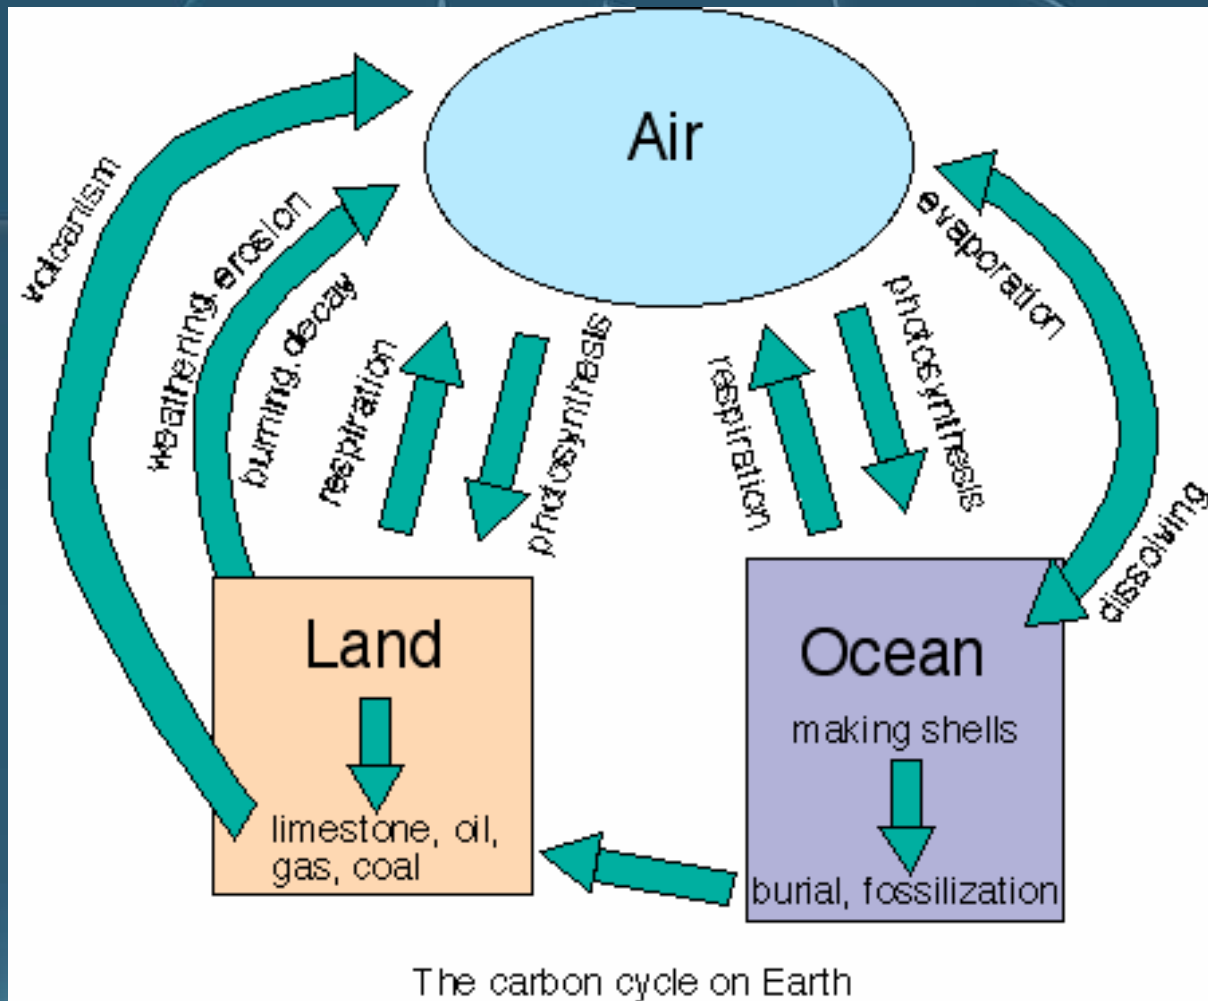 Air
volcanism
weathering, erosion
burning, decay
respiration
photosynthesis
respiration
photosynthesis
evaporation
dissolving
Land
limestone, oil,
gas, coal
Ocean
making shells
burial, fossilization
The carbon cycle on Earth